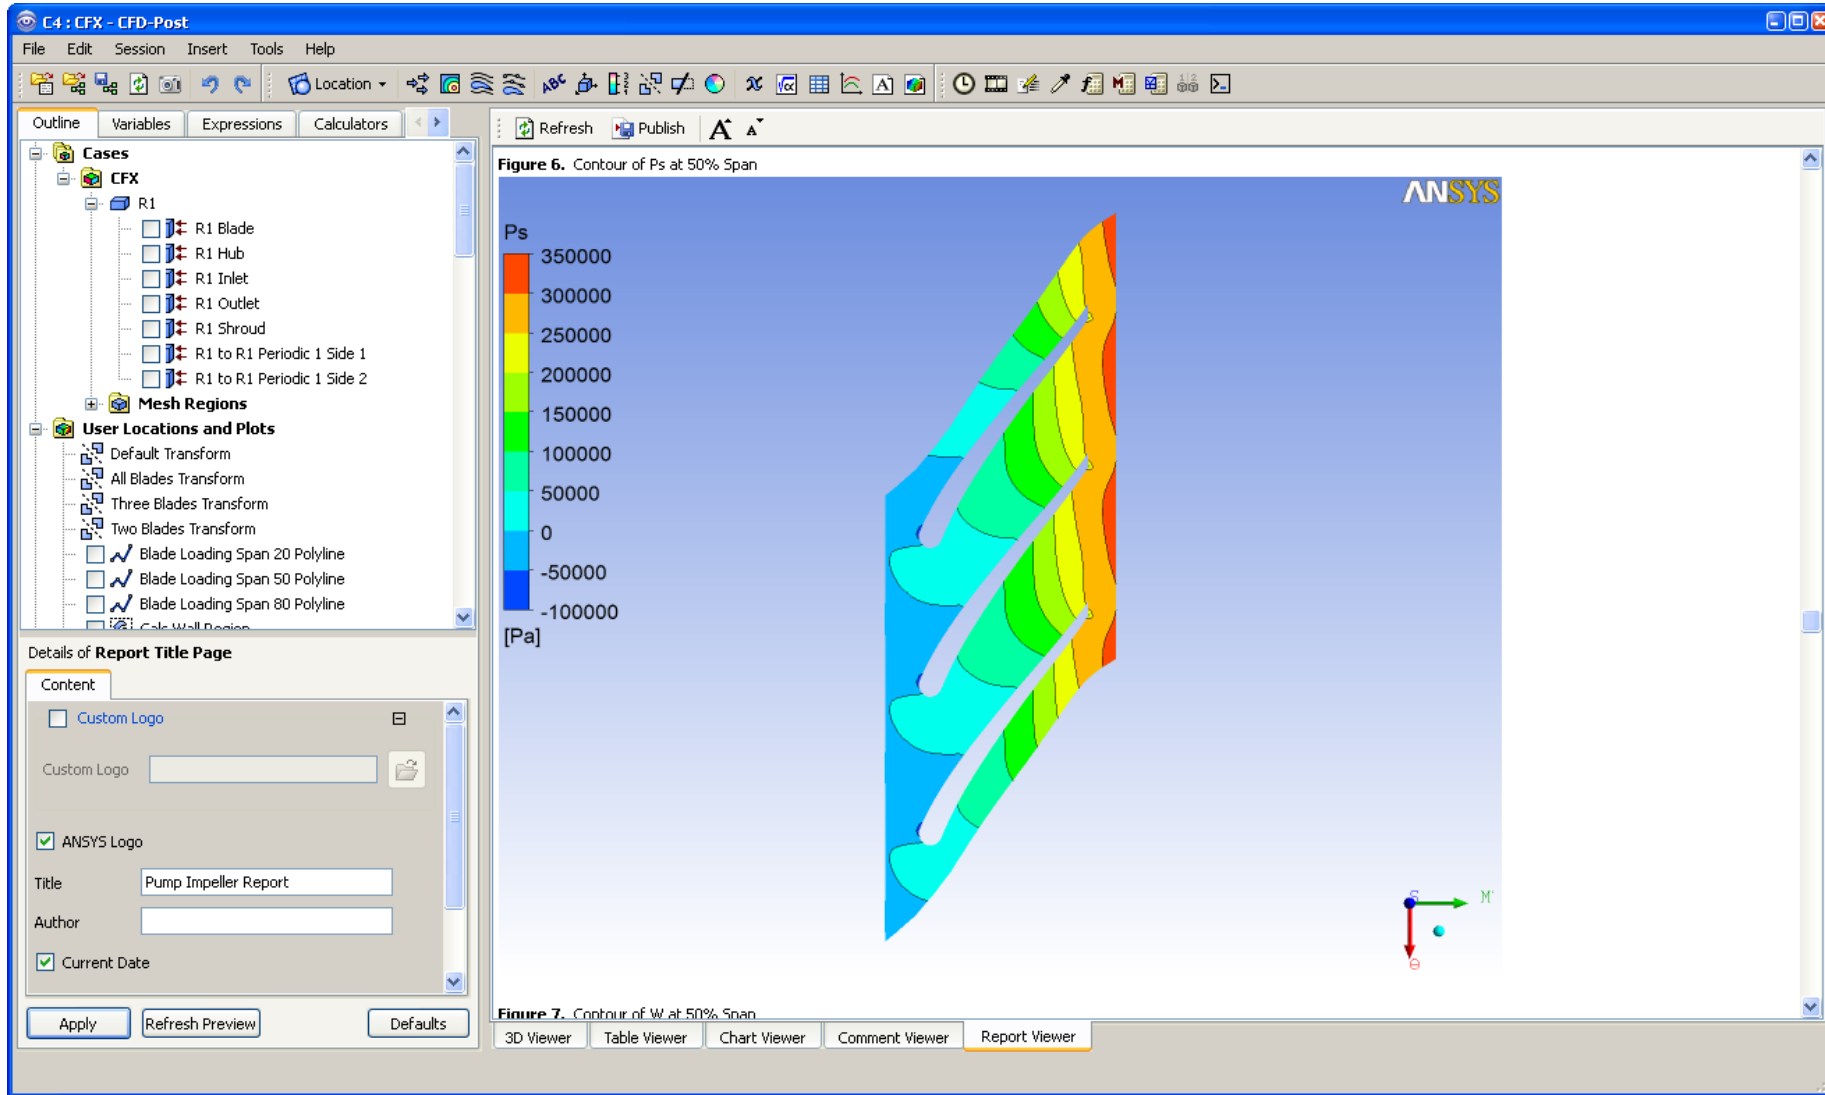 C4 : CFX - CFD-Post
File Edit Session Insert Tools Help
Location
Outline Variables Expressions Calculators
Refresh Publish
Cases
CFX
R1
R1 Blade
R1 Hub
R1 Inlet
R1 Outlet
R1 Shroud
R1 to R1 Periodic 1 Side 1
R1 to R1 Periodic 1 Side 2
Mesh Regions
User Locations and Plots
Default Transform
All Blades Transform
Three Blades Transform
Two Blades Transform
Blade Loading Span 20 Polyline
Blade Loading Span 50 Polyline
Blade Loading Span 80 Polyline
Calc Wall Region
Details of Report Title Page
Content
Custom Logo
Custom Logo
ANSYS Logo
Title Pump Impeller Report
Author
Current Date
Apply Refresh Preview Defaults
Figure 6. Contour of Ps at 50% Span
ANSYS
Ps
350000
300000
250000
200000
150000
100000
50000
0
-50000
-100000
[Pa]
S M'
Θ
Figure 7. Contour of W at 50% Span
3D Viewer Table Viewer Chart Viewer Comment Viewer Report Viewer